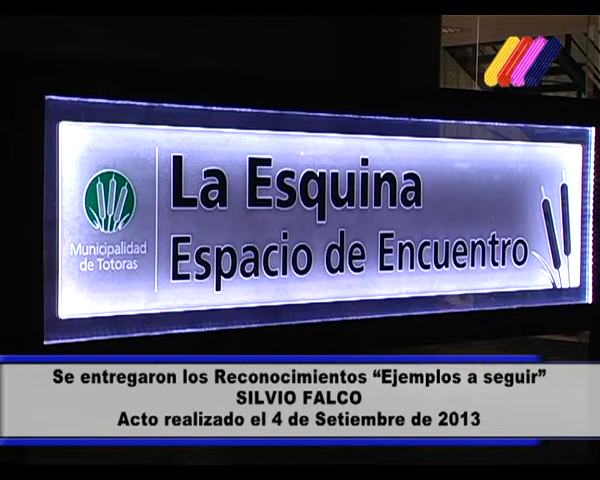 La Esquina
Espacio de Encuentro
Municipalidad
de Totoras
Se entregaron los Reconocimientos “Ejemplos a seguir”
SILVIO FALCO
Acto realizado el 4 de Setiembre de 2013